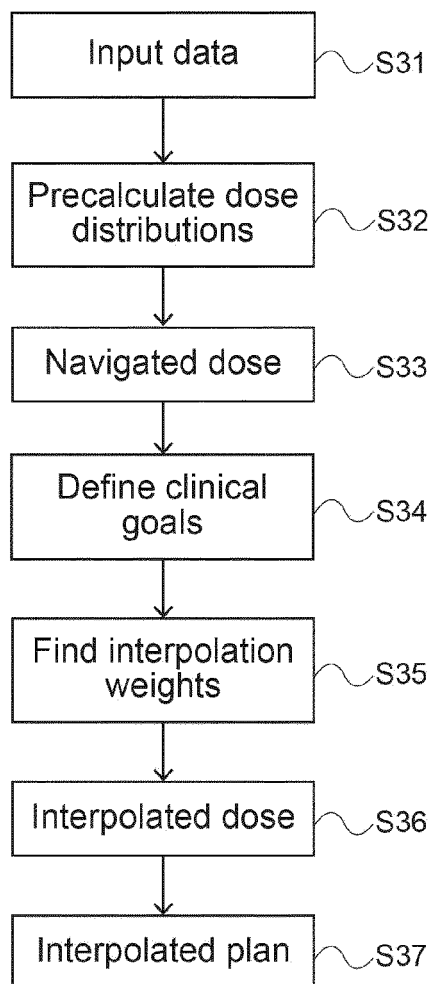 Input data
S31
Precalculate dose
distributions
S32
Navigated dose
S33
Define clinical
goals
S34
Find interpolation
weights
S35
Interpolated dose
S36
Interpolated plan
S37